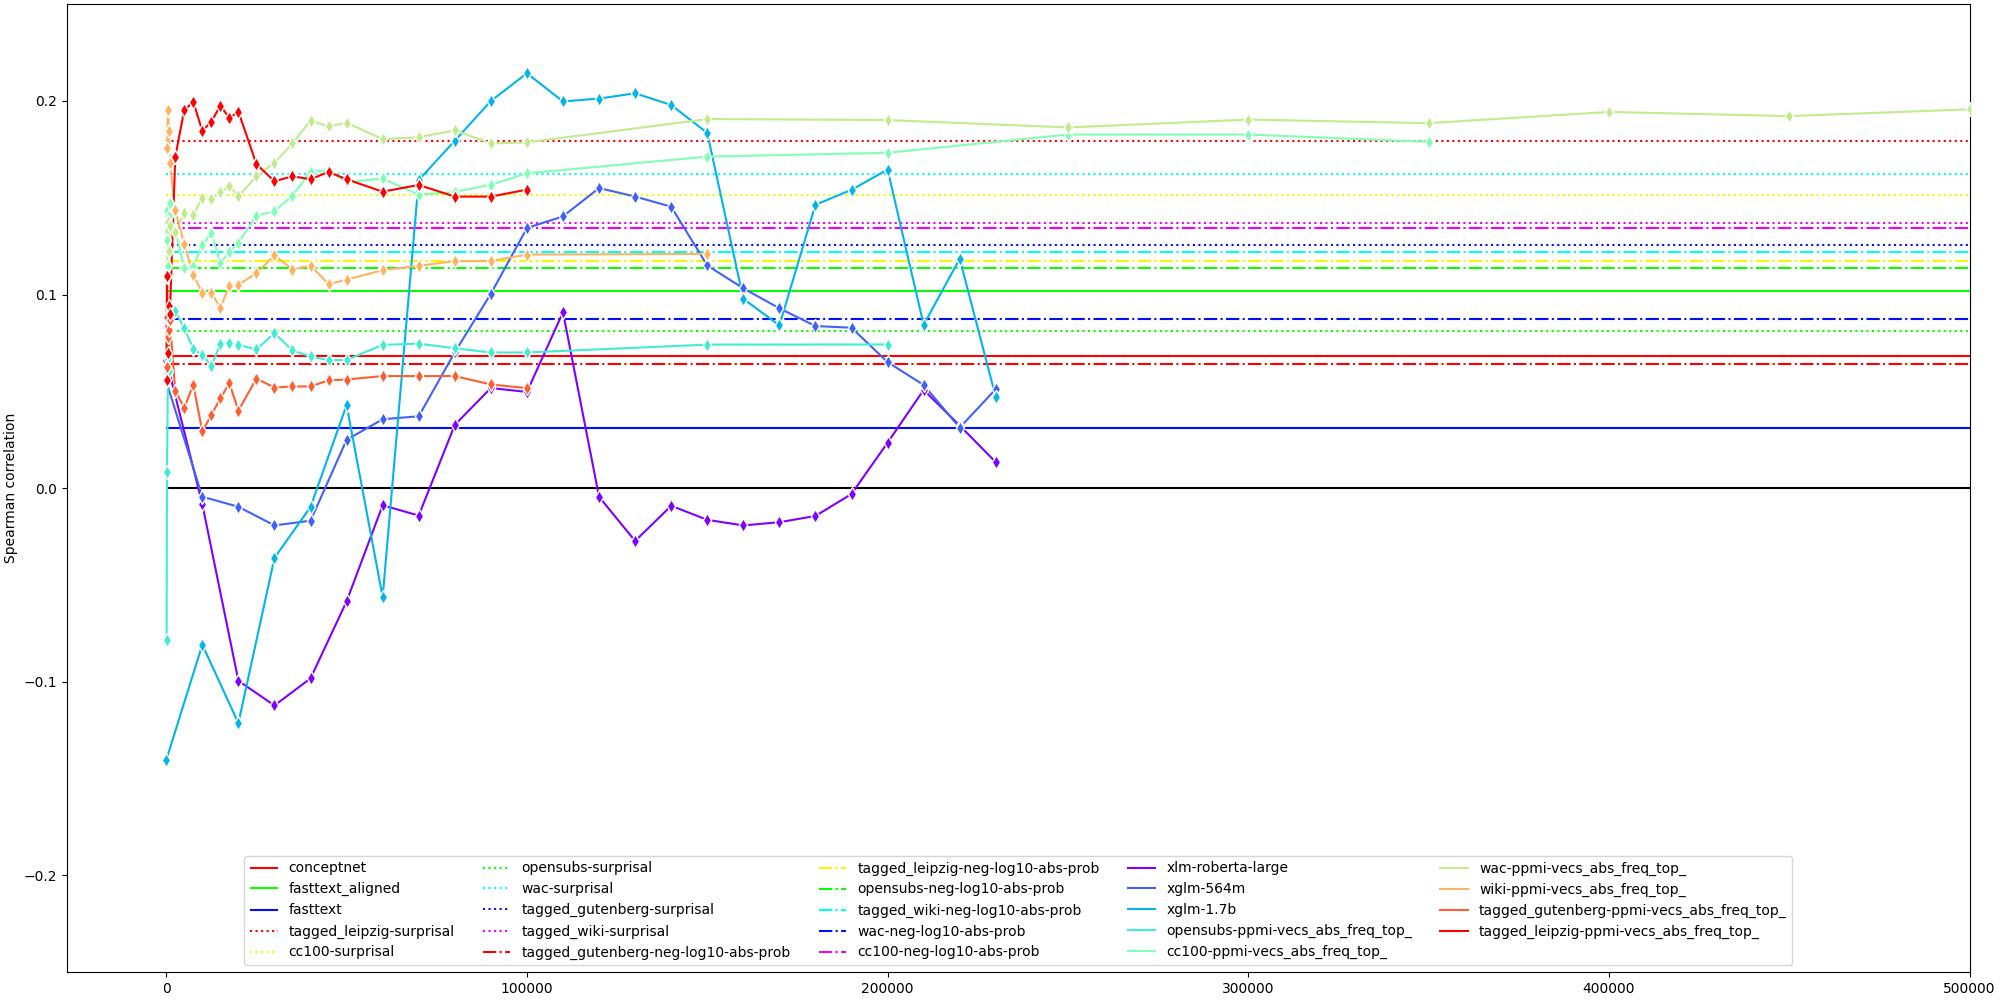 0.2
0.1
0.0
−0.1
−0.2
Spearman correlation
0
100000
200000
300000
400000
500000
conceptnet
fasttext_aligned
fasttext
tagged_leipzig-surprisal
cc100-surprisal
opensubs-surprisal
wac-surprisal
tagged_gutenberg-surprisal
tagged_wiki-surprisal
tagged_gutenberg-neg-log10-abs-prob
tagged_leipzig-neg-log10-abs-prob
opensubs-neg-log10-abs-prob
tagged_wiki-neg-log10-abs-prob
wac-neg-log10-abs-prob
cc100-neg-log10-abs-prob
xlm-roberta-large
xglm-564m
xglm-1.7b
opensubs-ppmi-vecs_abs_freq_top_
cc100-ppmi-vecs_abs_freq_top_
wac-ppmi-vecs_abs_freq_top_
wiki-ppmi-vecs_abs_freq_top_
tagged_gutenberg-ppmi-vecs_abs_freq_top_
tagged_leipzig-ppmi-vecs_abs_freq_top_